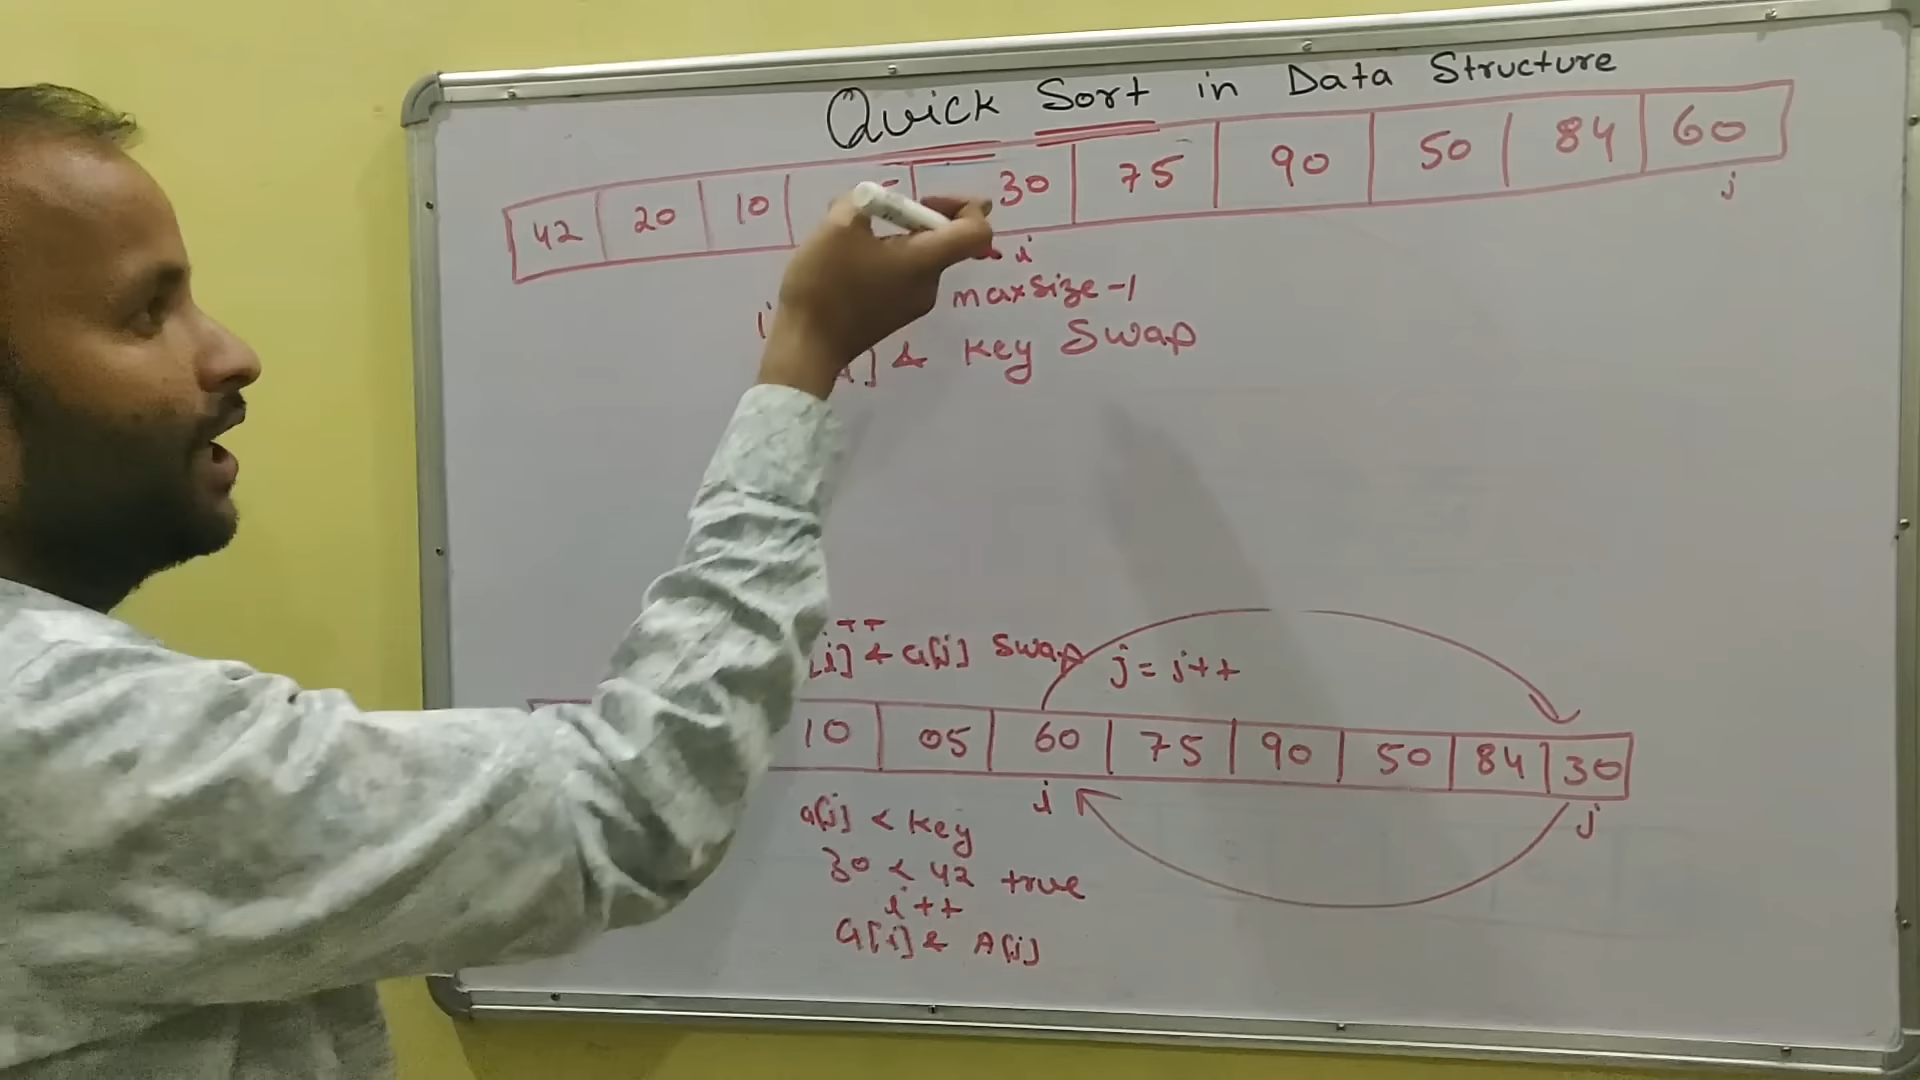 Quick Sort in Data Structure
42 20 10 30 75 90 50 84 60
i j
maxsize-1
] & Key Swap
++
[i] & a[j] Swap j = j++
10 05 60 75 90 50 84 30
i j
a[j] < Key
30 < 42 true
i++
a[i] & A[j]